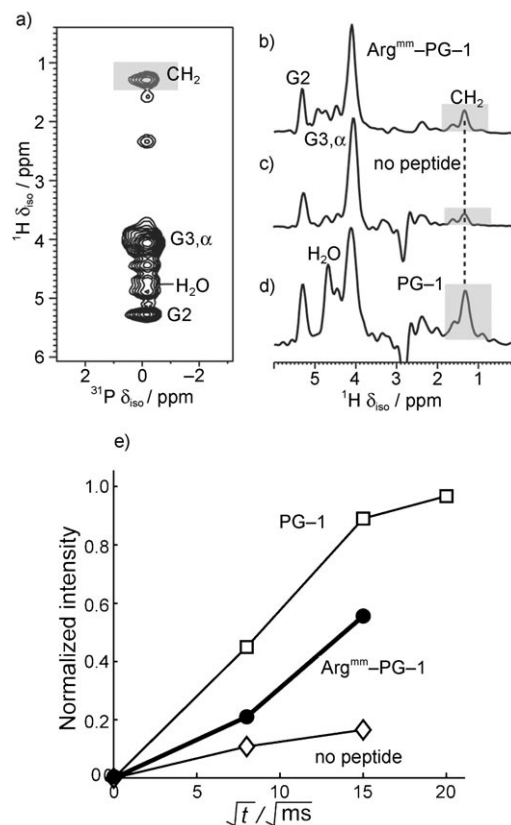 a)
CH₂
G3,α
H₂O
G2
1
2
3
4
5
6
¹H δiso / ppm
2
0
−2
³¹P δiso / ppm
b)
Argᵐᵐ–PG–1
G2
CH₂
G3,α
c)
no peptide
H₂O
d)
PG–1
5
4
3
2
1
¹H δiso / ppm
e)
1.0
0.8
0.6
0.4
0.2
0
Normalized intensity
PG–1
Argᵐᵐ–PG–1
no peptide
0
5
10
15
20
√t/√ms